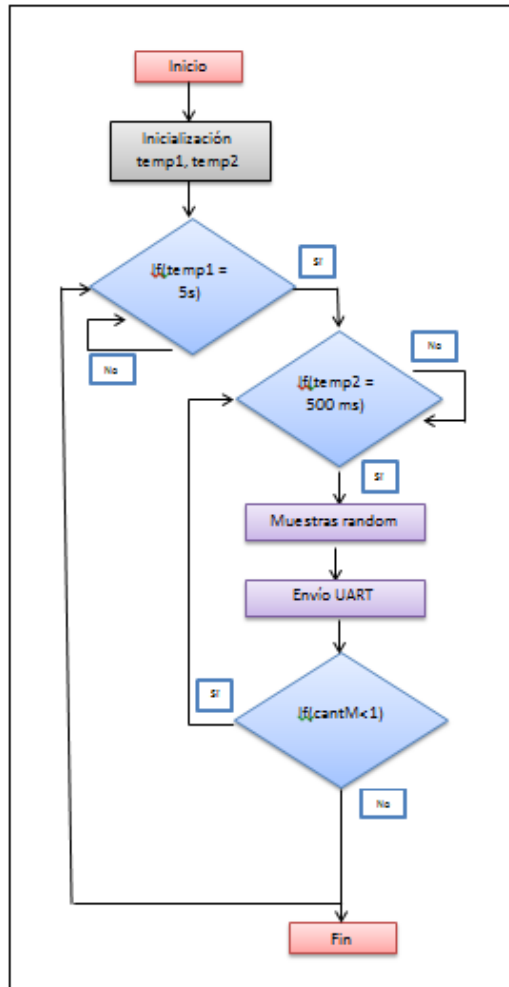 Inicio
Inicialización
temp1, temp2
If(temp1 =
5s)
SI
No
If(temp2 =
500 ms)
No
SI
Muestras random
Envío UART
If(cantM<1)
SI
No
Fin